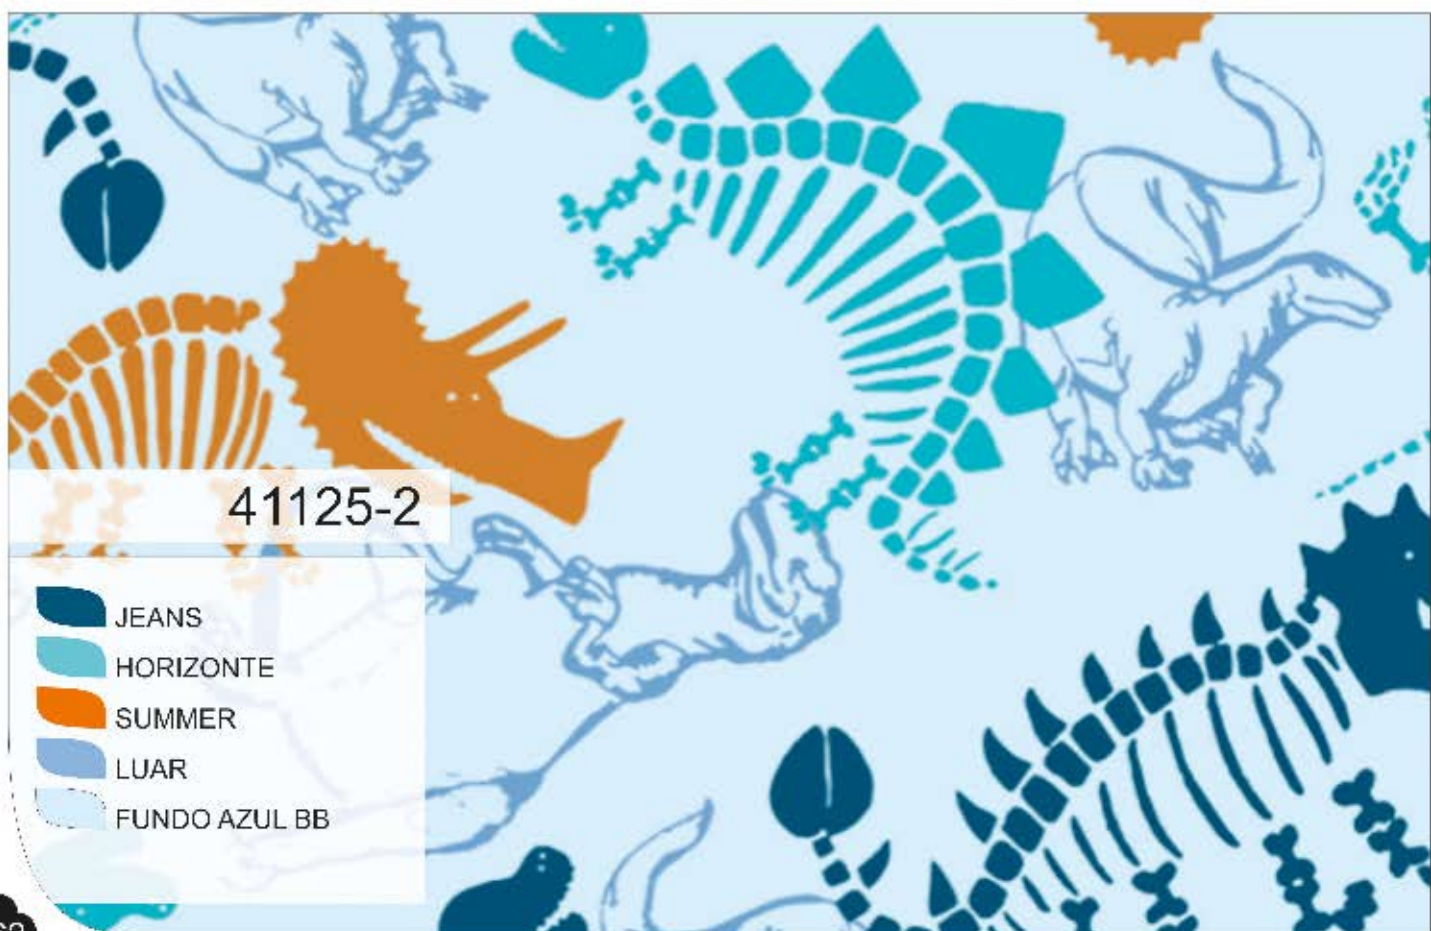 41125-2
JEANS
HORIZONTE
SUMMER
LUAR
FUNDO AZUL BB